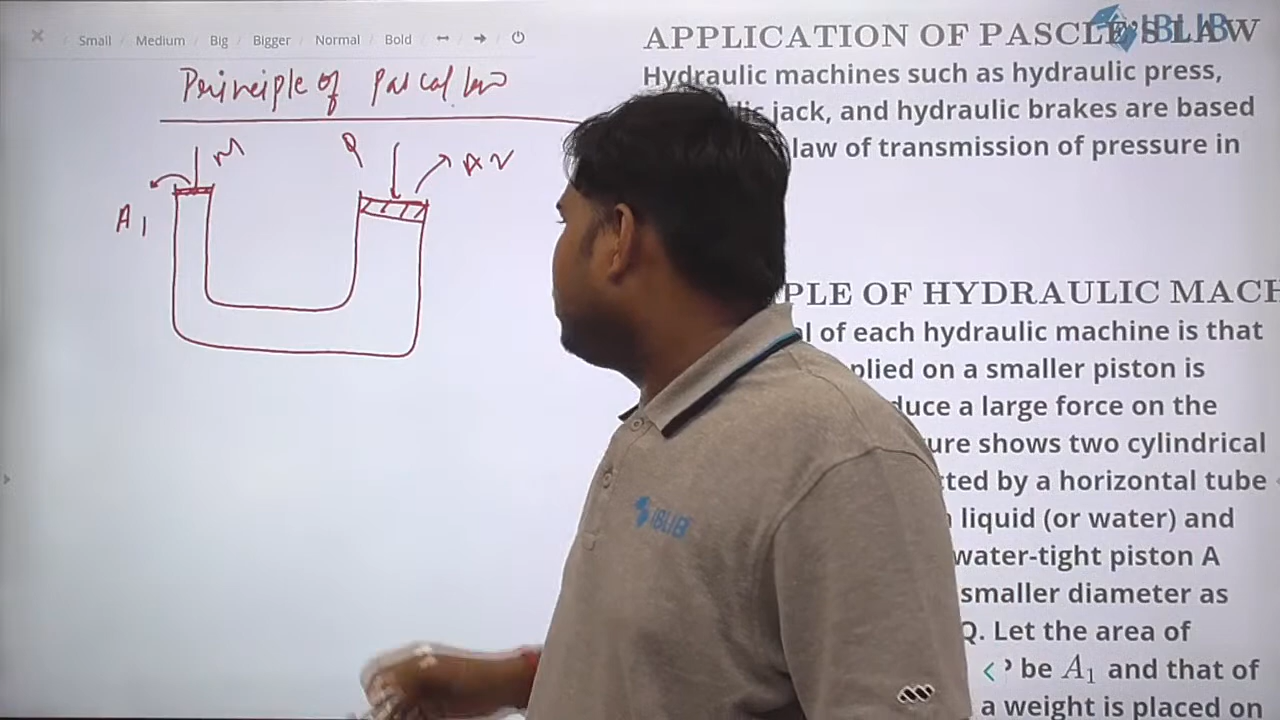 Small / Medium / Big / Bigger / Normal / Bold
IBLIB
APPLICATION OF PASCLE'S LAW
Hydraulic machines such as hydraulic press,
jack, and hydraulic brakes are based
law of transmission of pressure in
Principle of Pascal law
M
Q
A1
PLE OF HYDRAULIC MACH
of each hydraulic machine is that
plied on a smaller piston is
duce a large force on the
ure shows two cylindrical
cted by a horizontal tube
liquid (or water) and
water-tight piston A
smaller diameter as
Q. Let the area of
be A₁ and that of
a weight is placed on
IBLIB